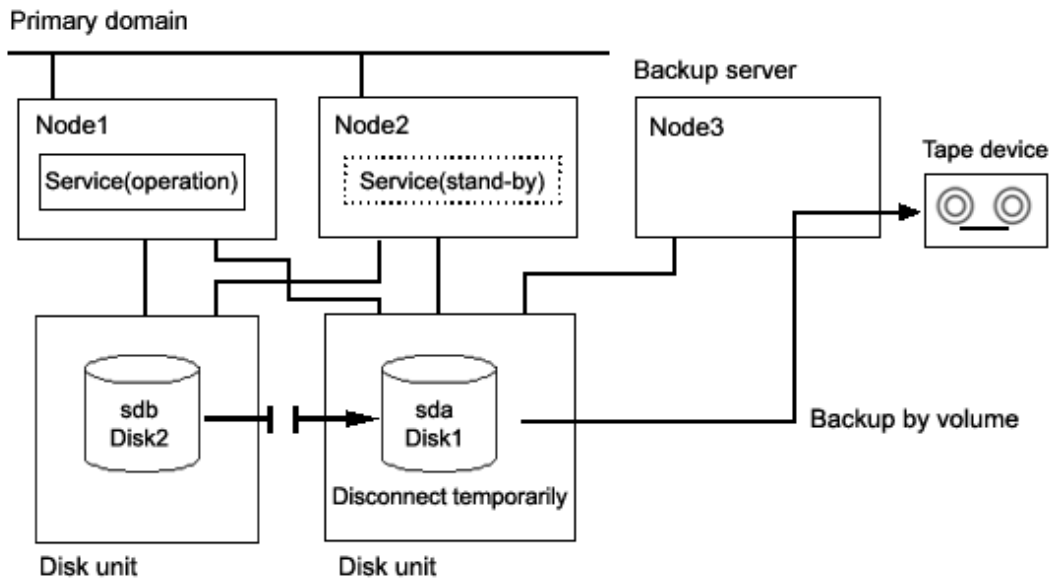 Primary domain
Backup server
Node1
Node2
Node3
Tape device
Service(operation)
Service(stand-by)
sdb
Disk2
sda
Disk1
Backup by volume
Disconnect temporarily
Disk unit
Disk unit